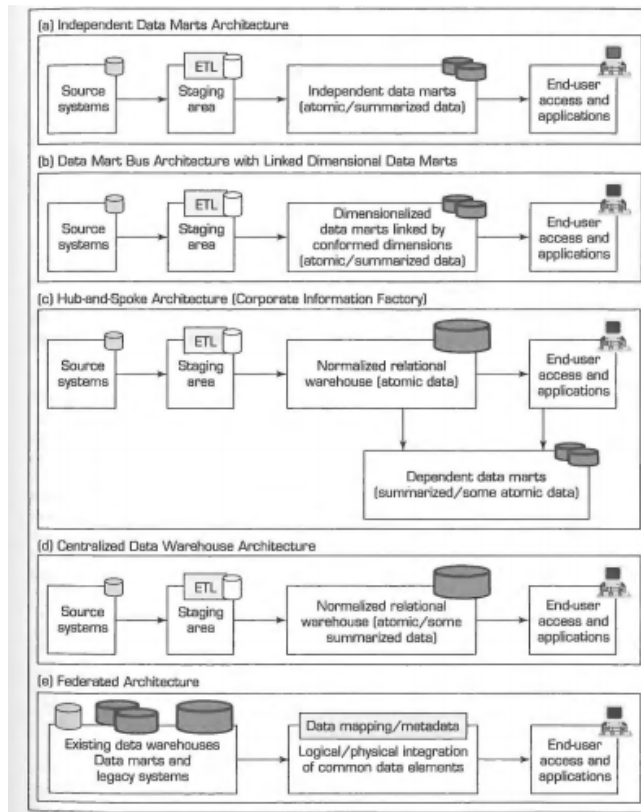 (a) Independent Data Marts Architecture
ETL
Source
systems
Staging
area
Independent data marts
(atomic/summarized data)
End-user
access and
applications
(b) Data Mart Bus Architecture with Linked Dimensional Data Marts
ETL
Source
systems
Staging
area
Dimensionalized
data marts linked by
conformed dimensions
(atomic/summarized data)
End-user
access and
applications
(c) Hub-and-Spoke Architecture (Corporate Information Factory)
ETL
Source
systems
Staging
area
Normalized relational
warehouse (atomic data)
End-user
access and
applications
Dependent data marts
(summarized/some atomic data)
(d) Centralized Data Warehouse Architecture
ETL
Source
systems
Staging
area
Normalized relational
warehouse (atomic/some
summarized data)
End-user
access and
applications
(e) Federated Architecture
Existing data warehouses
Data marts and
legacy systems
Data mapping/metadata
Logical/physical integration
of common data elements
End-user
access and
applications